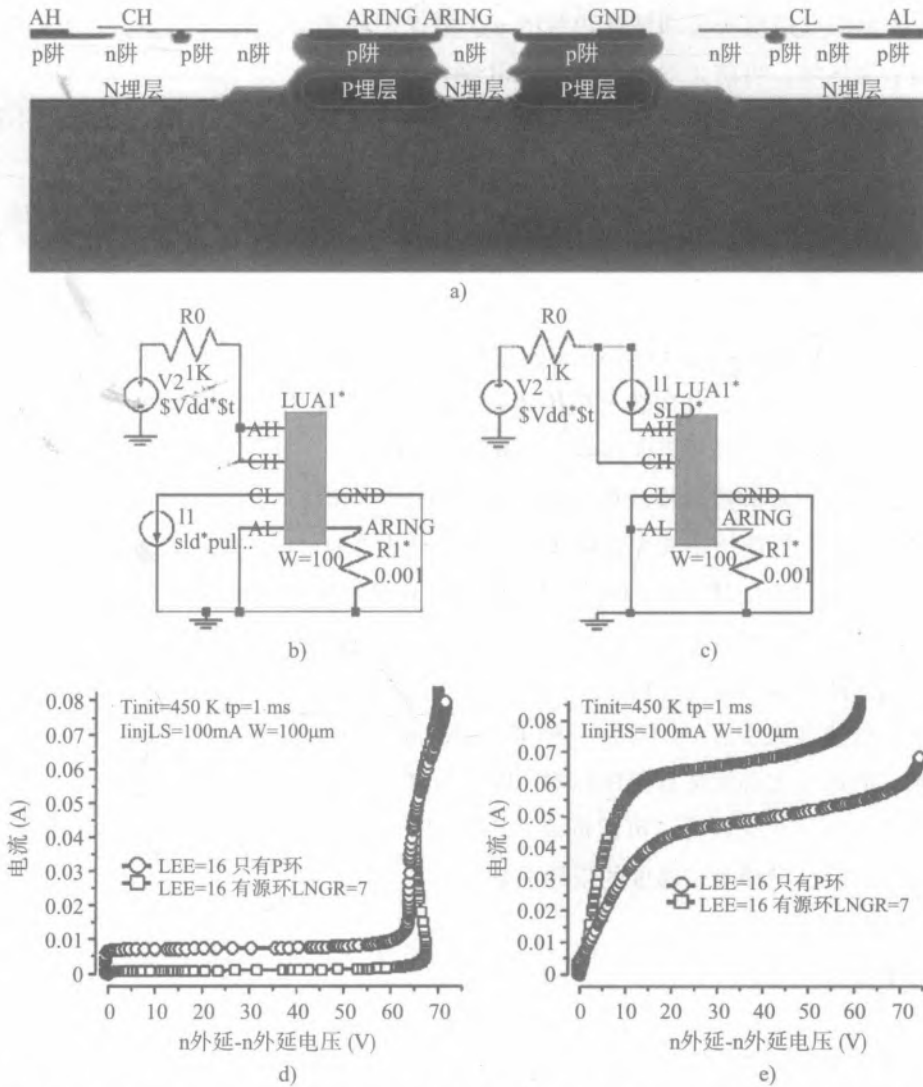 AH CH ARING ARING GND CL AL
p阱 n阱 p阱 n阱 p阱 n阱 p阱 n阱 p阱 n阱 p阱
N埋层 P埋层 N埋层 P埋层 N埋层
a)
R0
1K
V2
$Vdd*$t
LUA1*
AH
CH
CL GND
AL ARING
I1
sld*pul...
W=100
R1*
0.001
b)
R0
1K
V2
$Vdd*$t
I1 LUA1*
SLD*
AH
CH
CL GND
AL ARING
W=100
R1*
0.001
c)
Tinit=450 K tp=1 ms
IinjLS=100mA W=100μm
LEE=16 只有P环
LEE=16 有源环LNGR=7
电流 (A)
0.08
0.07
0.06
0.05
0.04
0.03
0.02
0.01
0
0 10 20 30 40 50 60 70
n外延-n外延电压 (V)
d)
Tinit=450 K tp=1 ms
IinjHS=100mA W=100μm
LEE=16 只有P环
LEE=16 有源环LNGR=7
电流 (A)
0.08
0.07
0.06
0.05
0.04
0.03
0.02
0.01
0
0 10 20 30 40 50 60 70
n外延-n外延电压 (V)
e)